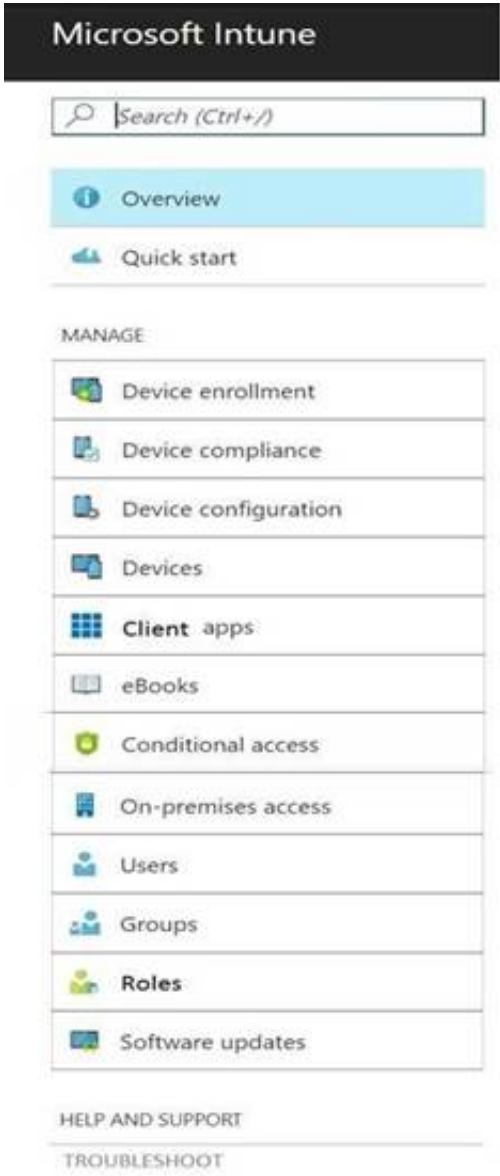 Microsoft Intune
Search (Ctrl+/)
Overview
Quick start
MANAGE
Device enrollment
Device compliance
Device configuration
Devices
Client apps
eBooks
Conditional access
On-premises access
Users
Groups
Roles
Software updates
HELP AND SUPPORT
TROUBLESHOOT